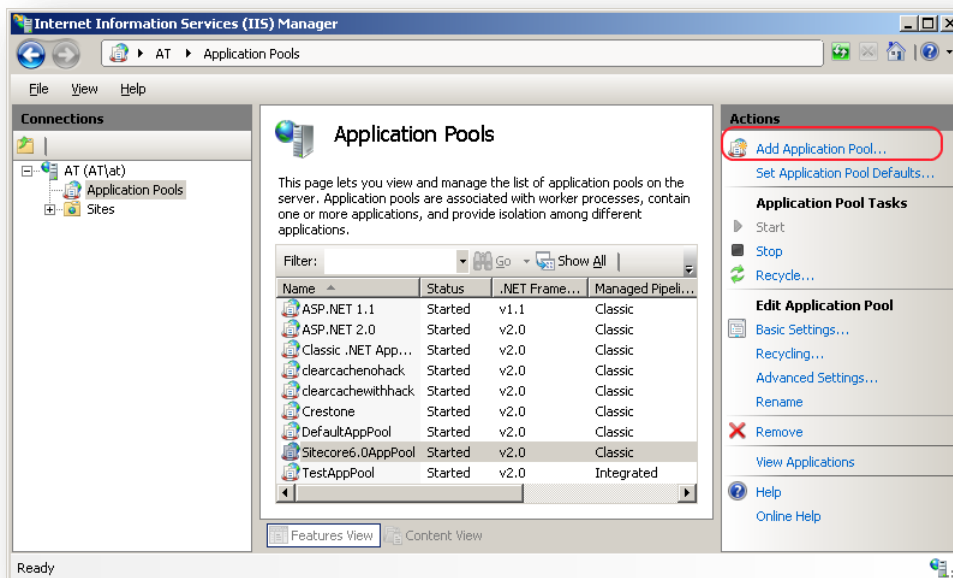 Internet Information Services (IIS) Manager
AT Application Pools
File View Help
Connections
AT (AT\at)
Application Pools
Sites
Application Pools
This page lets you view and manage the list of application pools on the
server. Application pools are associated with worker processes, contain
one or more applications, and provide isolation among different
applications.
Filter: Go Show All
Name Status .NET Frame... Managed Pipeli...
ASP.NET 1.1 Started v1.1 Classic
ASP.NET 2.0 Started v2.0 Classic
Classic .NET App... Started v2.0 Classic
clearcachenohack Started v2.0 Classic
clearcachewithhack Started v2.0 Classic
Crestone Started v2.0 Classic
DefaultAppPool Started v2.0 Classic
Sitecore6.0AppPool Started v2.0 Classic
TestAppPool Started v2.0 Integrated
Features View Content View
Actions
Add Application Pool...
Set Application Pool Defaults...
Application Pool Tasks
Start
Stop
Recycle...
Edit Application Pool
Basic Settings...
Recycling...
Advanced Settings...
Rename
Remove
View Applications
Help
Online Help
Ready